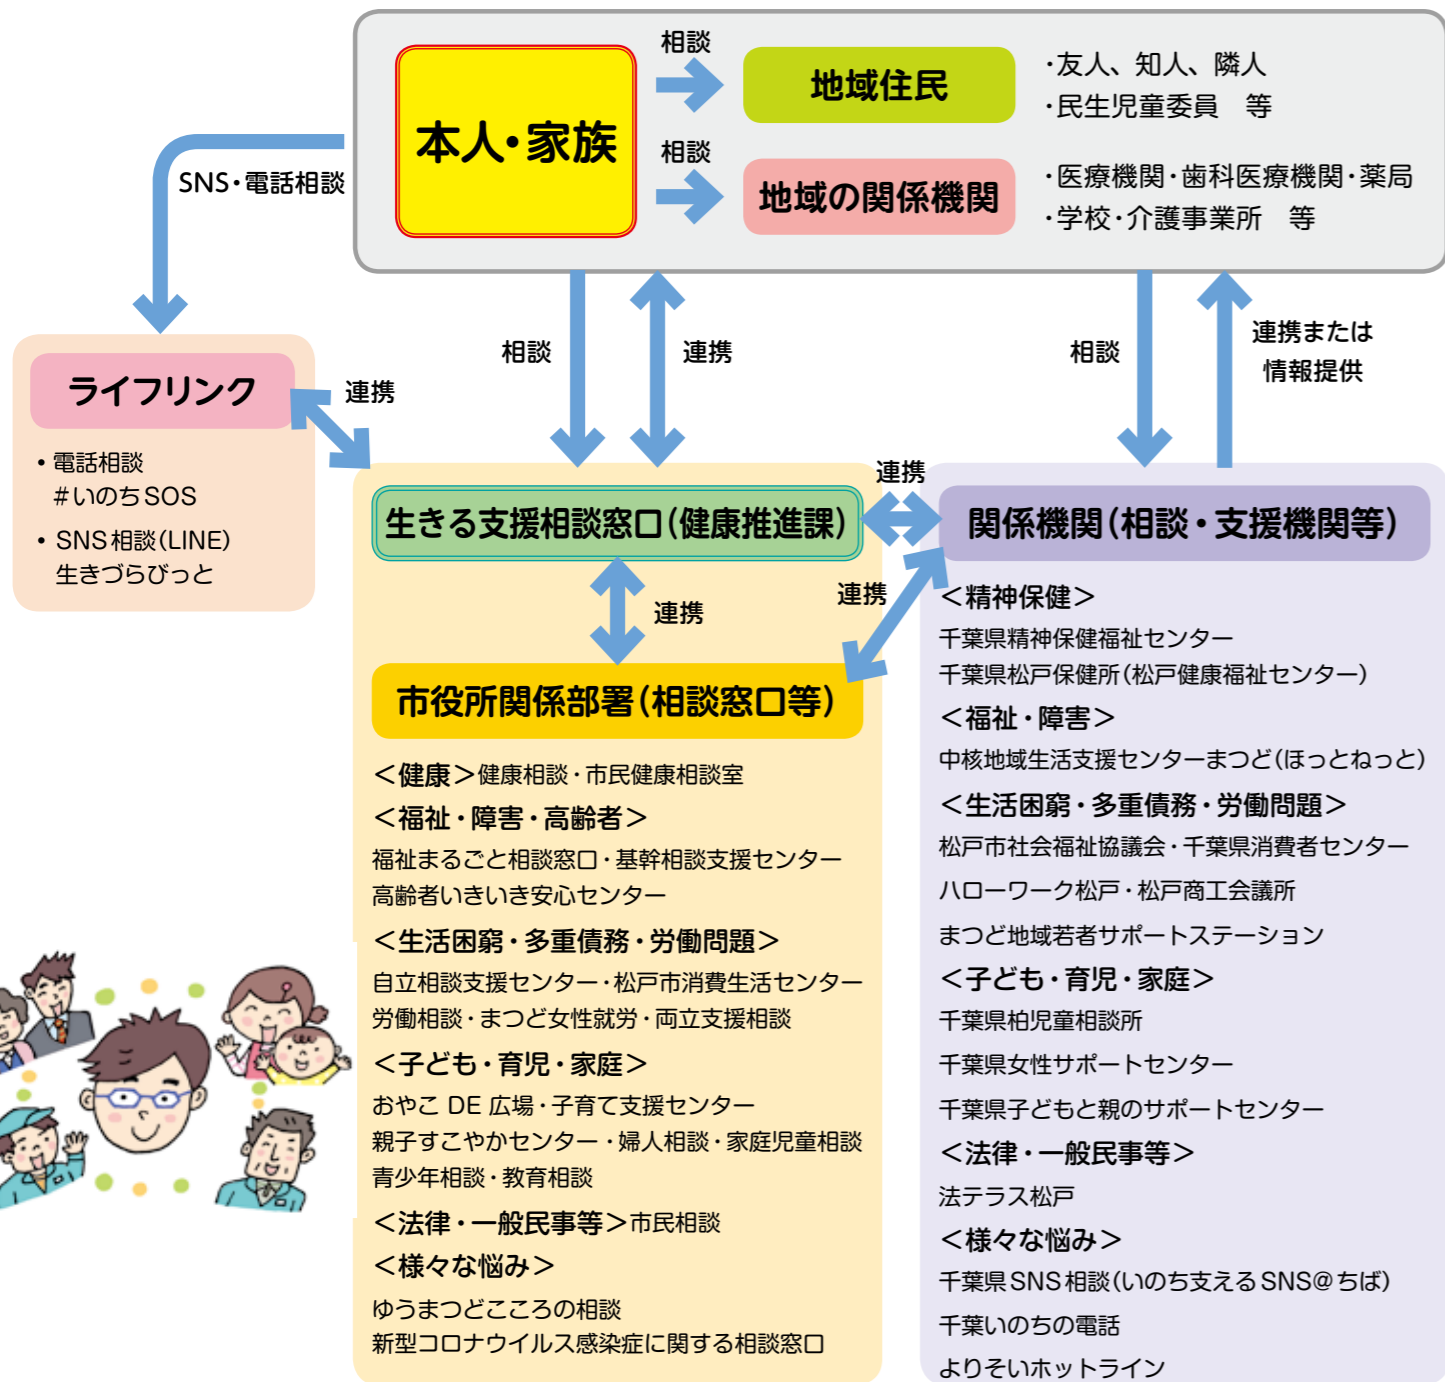 相談
本人・家族
地域住民
・友人、知人、隣人
・民生児童委員　等
相談
地域の関係機関
・医療機関・歯科医療機関・薬局
・学校・介護事業所　等
SNS・電話相談
相談
連携
相談
連携または
情報提供
ライフリンク
連携
・電話相談
#いのちSOS
・SNS相談(LINE)
生きづらびっと
生きる支援相談窓口(健康推進課)
連携
関係機関(相談・支援機関等)
連携
連携
市役所関係部署(相談窓口等)
＜健康＞健康相談・市民健康相談室
＜福祉・障害・高齢者＞
福祉まるごと相談窓口・基幹相談支援センター
高齢者いきいき安心センター
＜生活困窮・多重債務・労働問題＞
自立相談支援センター・松戸市消費生活センター
労働相談・まつど女性就労・両立支援相談
＜子ども・育児・家庭＞
おやこ DE 広場・子育て支援センター
親子すこやかセンター・婦人相談・家庭児童相談
青少年相談・教育相談
＜法律・一般民事等＞市民相談
＜様々な悩み＞
ゆうまつどこころの相談
新型コロナウイルス感染症に関する相談窓口
＜精神保健＞
千葉県精神保健福祉センター
千葉県松戸保健所(松戸健康福祉センター)
＜福祉・障害＞
中核地域生活支援センターまつど(ほっとねっと)
＜生活困窮・多重債務・労働問題＞
松戸市社会福祉協議会・千葉県消費者センター
ハローワーク松戸・松戸商工会議所
まつど地域若者サポートステーション
＜子ども・育児・家庭＞
千葉県柏児童相談所
千葉県女性サポートセンター
千葉県子どもと親のサポートセンター
＜法律・一般民事等＞
法テラス松戸
＜様々な悩み＞
千葉県SNS相談(いのち支えるSNS@ちば)
千葉いのちの電話
よりそいホットライン